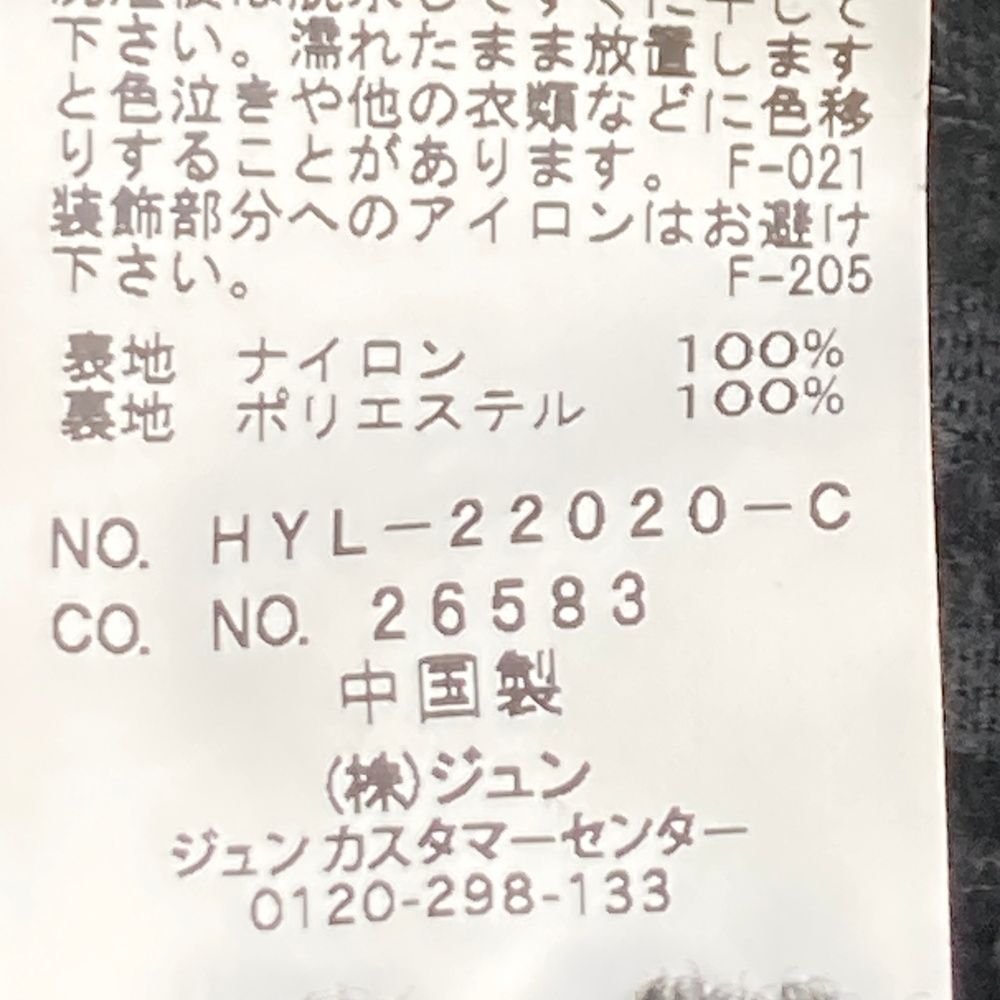 下さい。濡れたまま放置します
と色泣きや他の衣類などに色移
りすることがあります。 F-021
装飾部分へのアイロンはお避け
下さい。 F-205
表地 ナイロン 100%
裏地 ポリエステル 100%
NO. HYL-22020-C
CO. NO. 26583
中国製
(株)ジュン
ジュンカスタマーセンター
0120-298-133